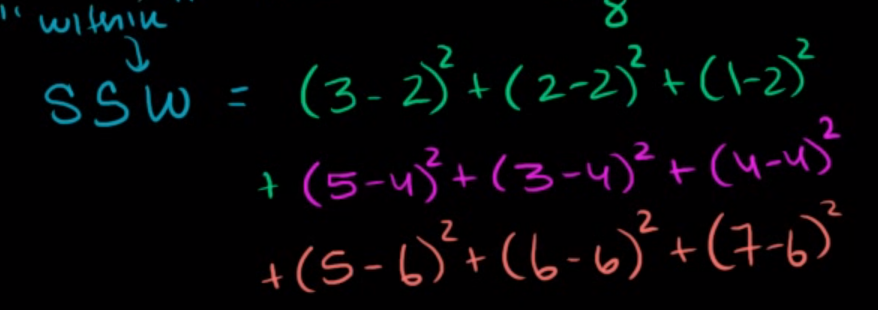 8
"within"
↓
SSW = (3-2)² + (2-2)² + (1-2)²
+ (5-4)² + (3-4)² + (4-4)²
+ (5-6)² + (6-6)² + (7-6)²